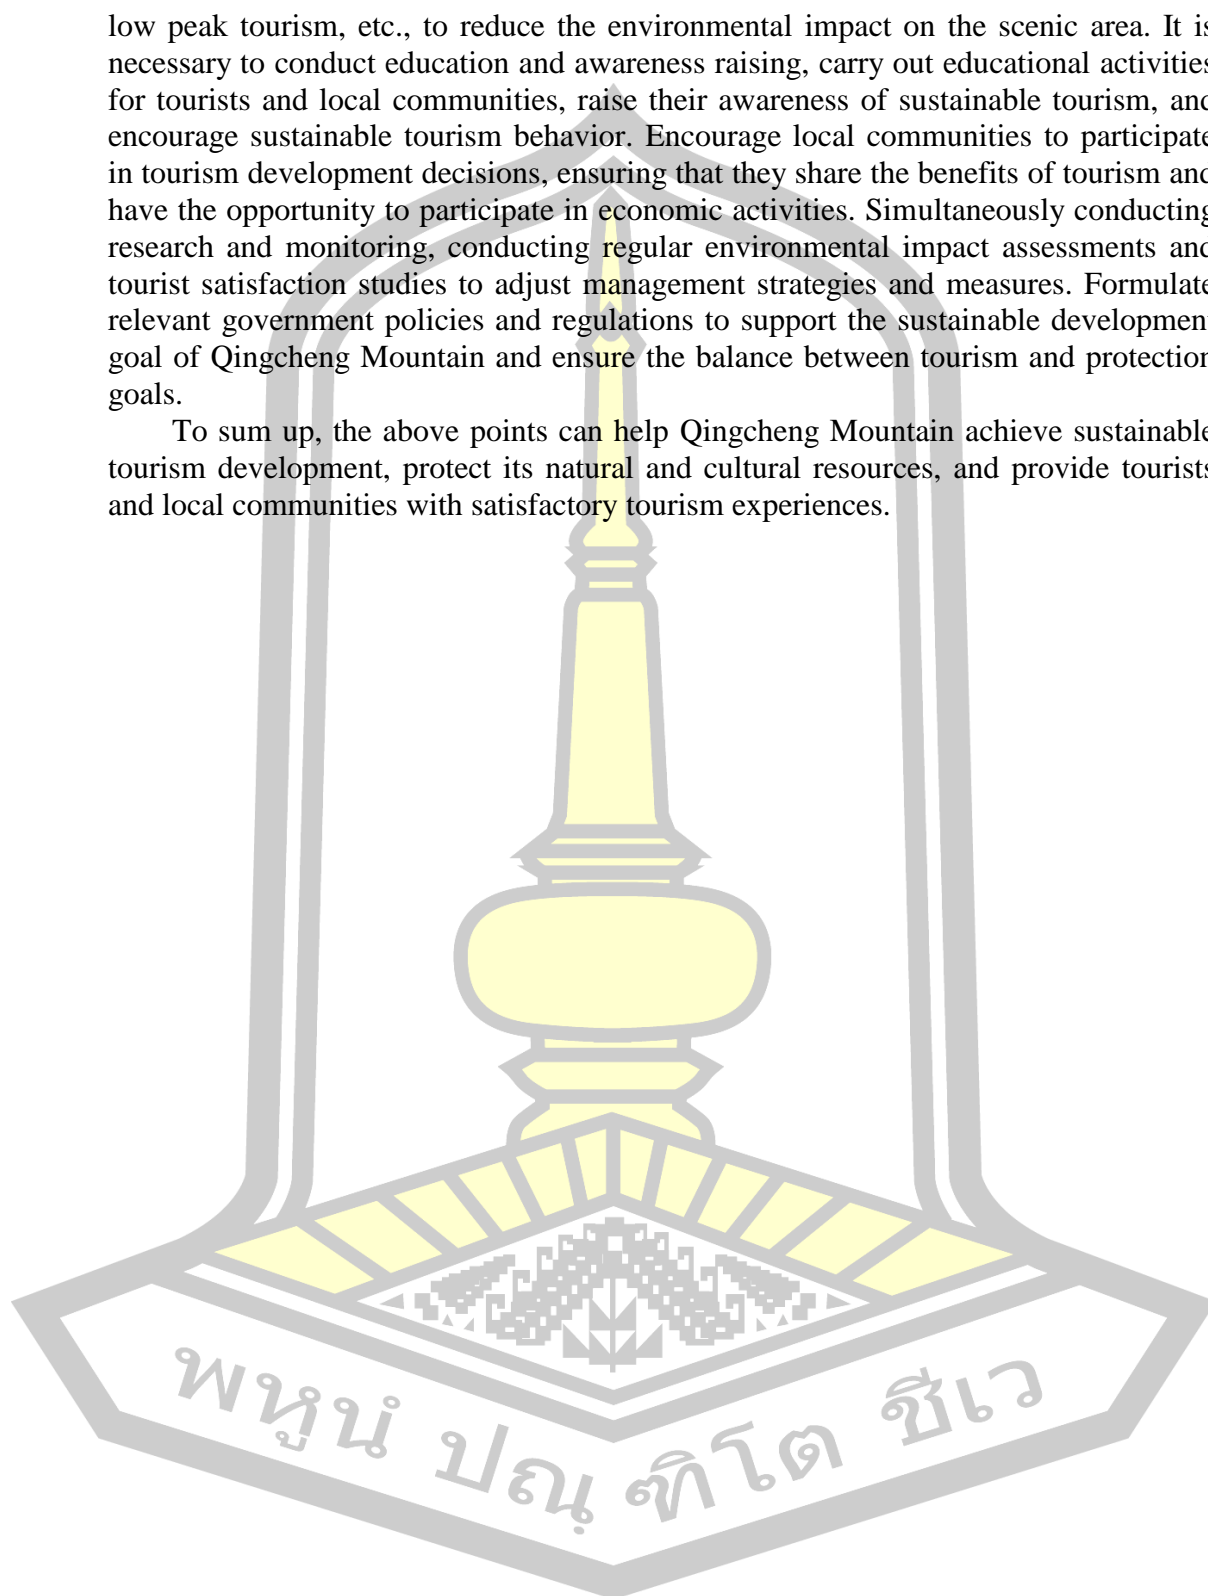 low peak tourism, etc., to reduce the environmental impact on the scenic area. It is
necessary to conduct education and awareness raising, carry out educational activities
for tourists and local communities, raise their awareness of sustainable tourism, and
encourage sustainable tourism behavior. Encourage local communities to participate
in tourism development decisions, ensuring that they share the benefits of tourism and
have the opportunity to participate in economic activities. Simultaneously conducting
research and monitoring, conducting regular environmental impact assessments and
tourist satisfaction studies to adjust management strategies and measures. Formulate
relevant government policies and regulations to support the sustainable development
goal of Qingcheng Mountain and ensure the balance between tourism and protection
goals.
To sum up, the above points can help Qingcheng Mountain achieve sustainable
tourism development, protect its natural and cultural resources, and provide tourists
and local communities with satisfactory tourism experiences.
พหูนํ ปณฺฑิโต ชีเว